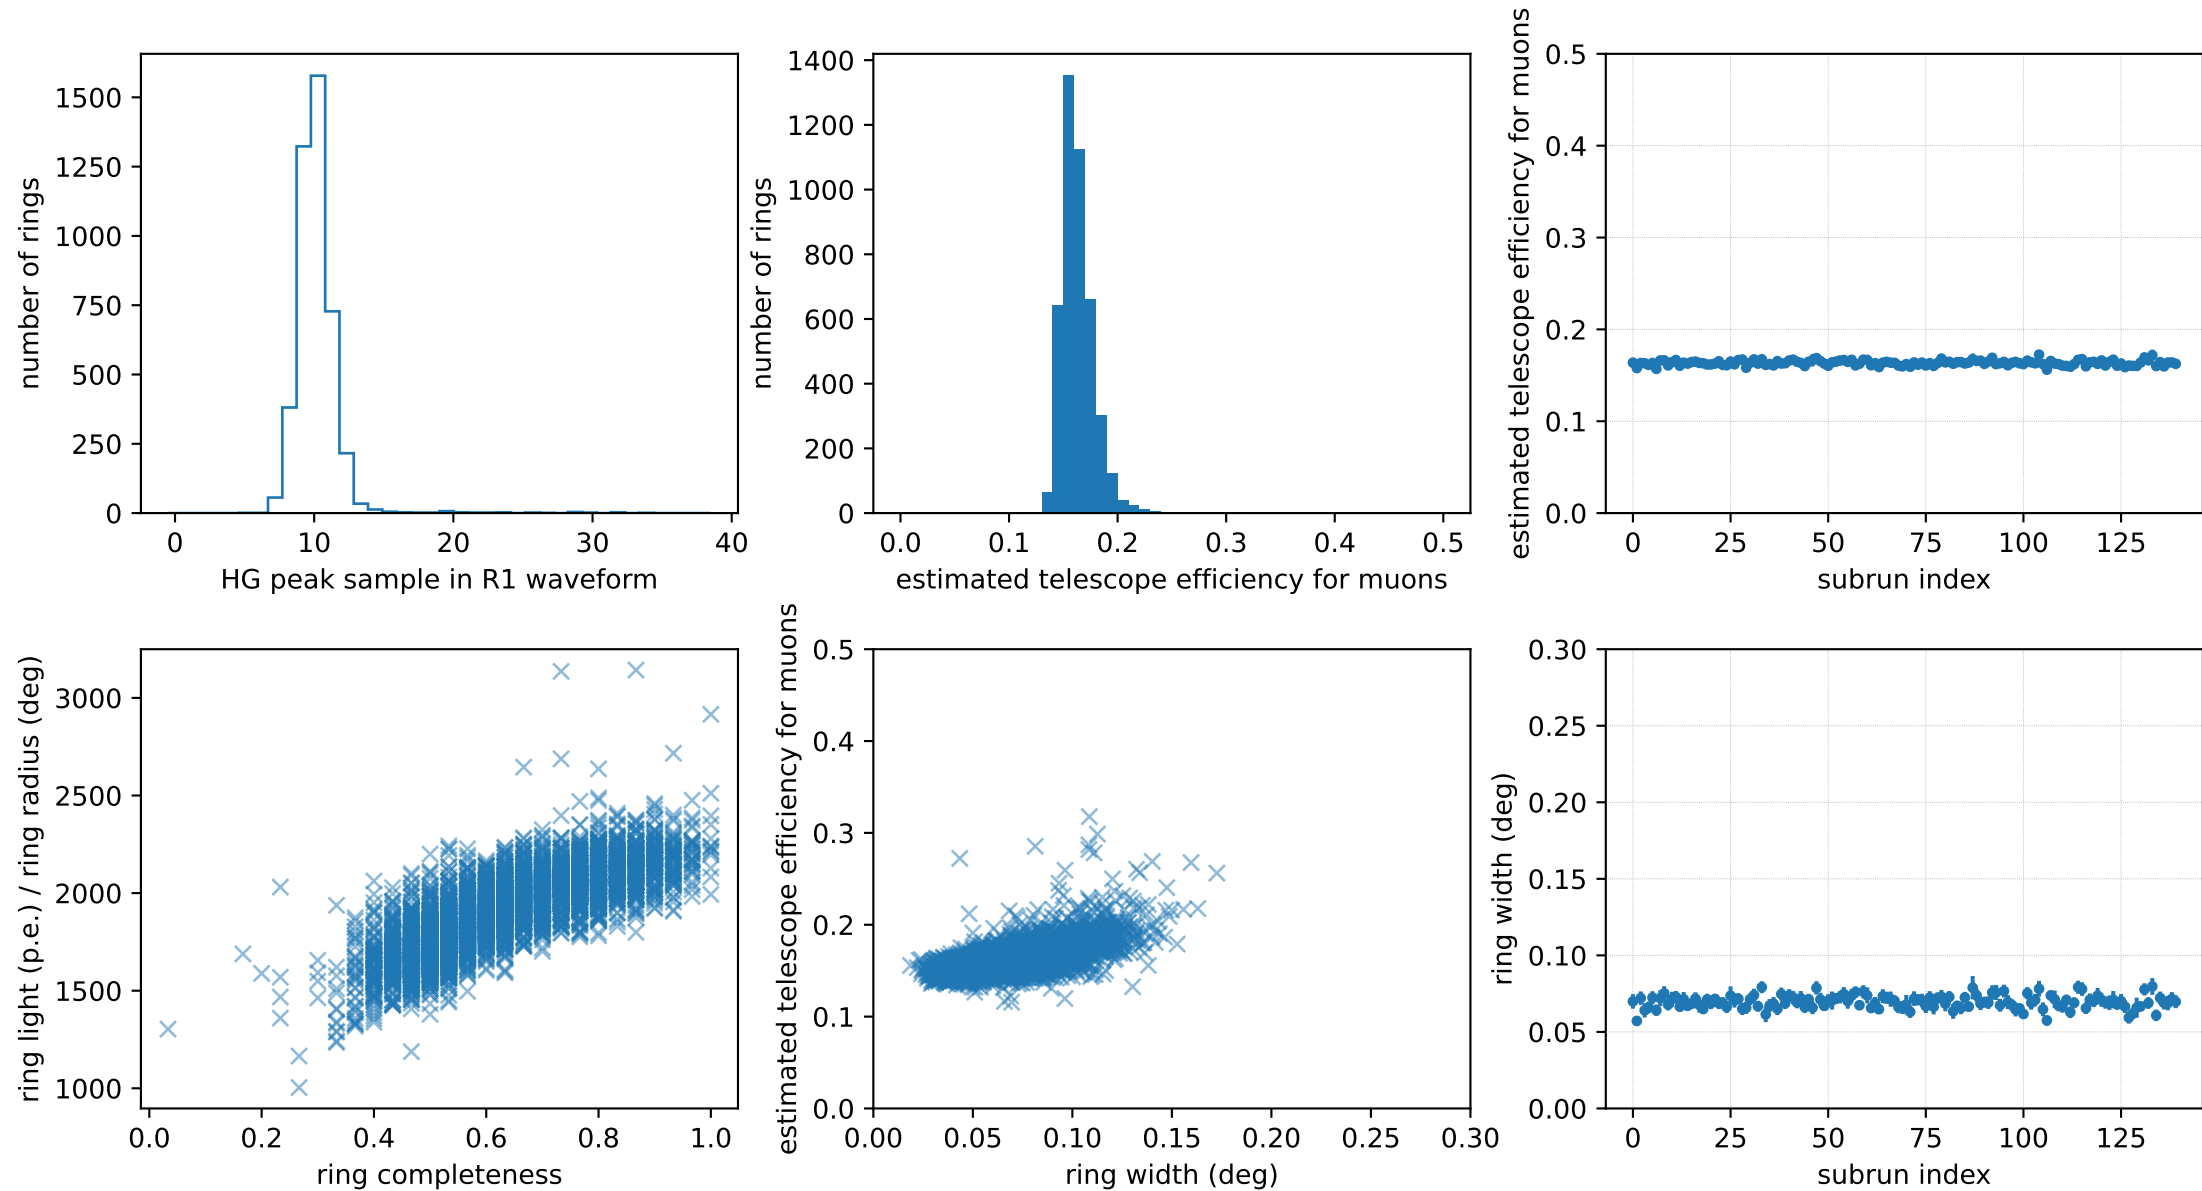 number of rings
1500
1250
1000
750
500
250
0
0 10 20 30 40
HG peak sample in R1 waveform
number of rings
1400
1200
1000
800
600
400
200
0
0.0 0.1 0.2 0.3 0.4 0.5
estimated telescope efficiency for muons
estimated telescope efficiency for muons
0.5
0.4
0.3
0.2
0.1
0.0
0 25 50 75 100 125
subrun index
ring light (p.e.) / ring radius (deg)
3000
2500
2000
1500
1000
0.0 0.2 0.4 0.6 0.8 1.0
ring completeness
estimated telescope efficiency for muons
0.5
0.4
0.3
0.2
0.1
0.0
0.00 0.05 0.10 0.15 0.20 0.25 0.30
ring width (deg)
ring width (deg)
0.30
0.25
0.20
0.15
0.10
0.05
0.00
0 25 50 75 100 125
subrun index